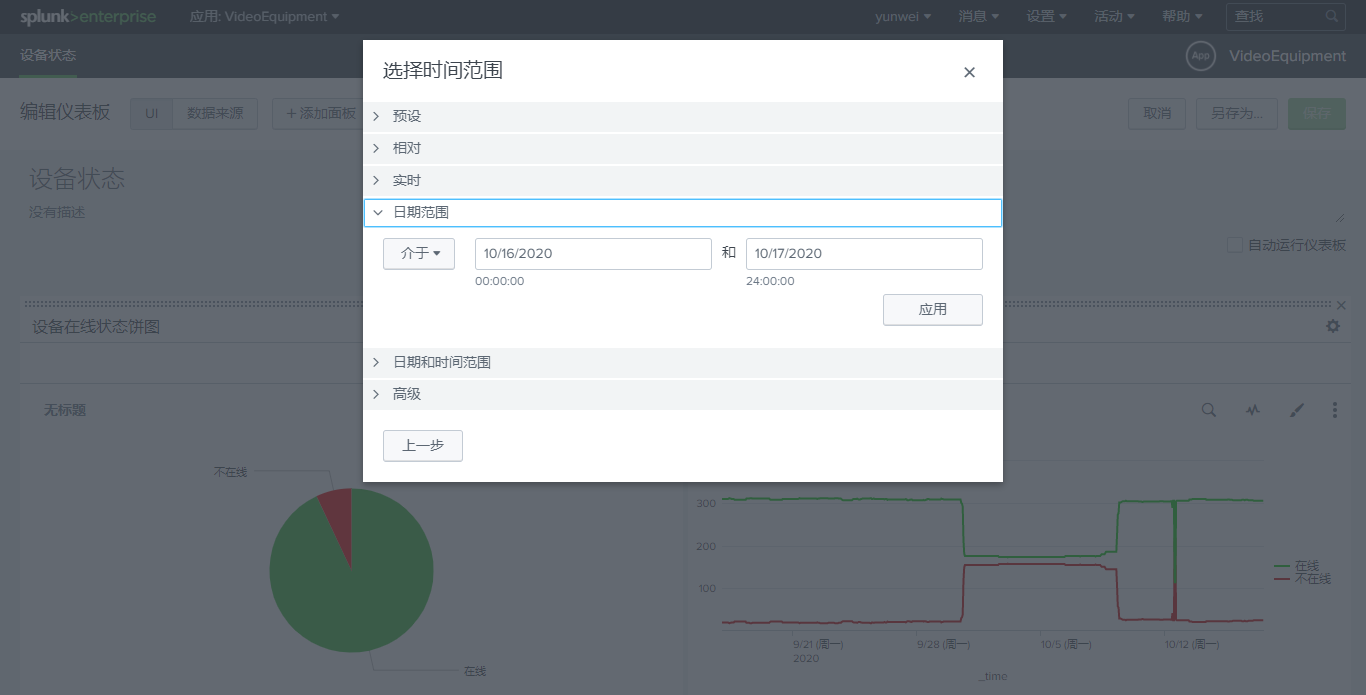 splunk>enterprise 应用: VideoEquipment yunwei 消息 设置 活动 帮助 查找
设备状态 App VideoEquipment
编辑仪表板 UI 数据来源 + 添加面板 取消 另存为... 保存
选择时间范围
预设
相对
实时
日期范围
介于 10/16/2020 和 10/17/2020
00:00:00 24:00:00
应用
日期和时间范围
高级
上一步
设备状态
没有描述
自动运行仪表板
设备在线状态饼图
无标题
不在线
在线
300
200
100
在线
不在线
9/21 (周一) 9/28 (周一) 10/5 (周一) 10/12 (周一)
2020
_time